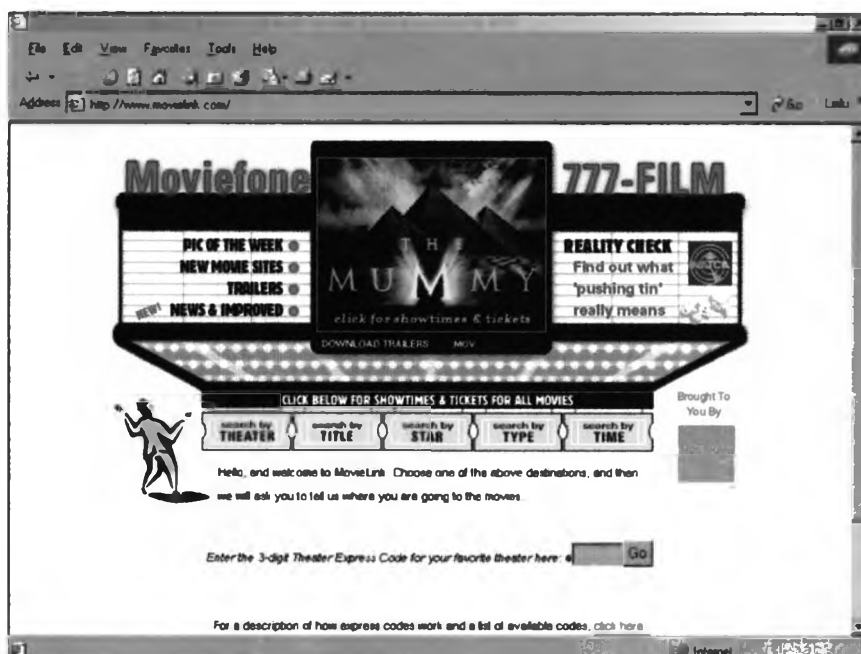 File Edit View Favorites Tools Help
Address http://www.movielink.com/ Go Links
Moviefone 777-FILM
PIC OF THE WEEK
NEW MOVIE SITES
TRAILERS
NEW! NEWS & IMPROVED
THE
MUMMY
click for showtimes & tickets
DOWNLOAD TRAILERS .MOV
REALITY CHECK
Find out what
'pushing tin'
really means
CLICK BELOW FOR SHOWTIMES & TICKETS FOR ALL MOVIES
search by THEATER
search by TITLE
search by STAR
search by TYPE
search by TIME
Brought To
You By
Hello, and welcome to MovieLink. Choose one of the above destinations, and then
we will ask you to tell us where you are going to the movies.
Enter the 3-digit Theater Express Code for your favorite theater here: Go
For a description of how express codes work and a list of available codes, click here
Internet